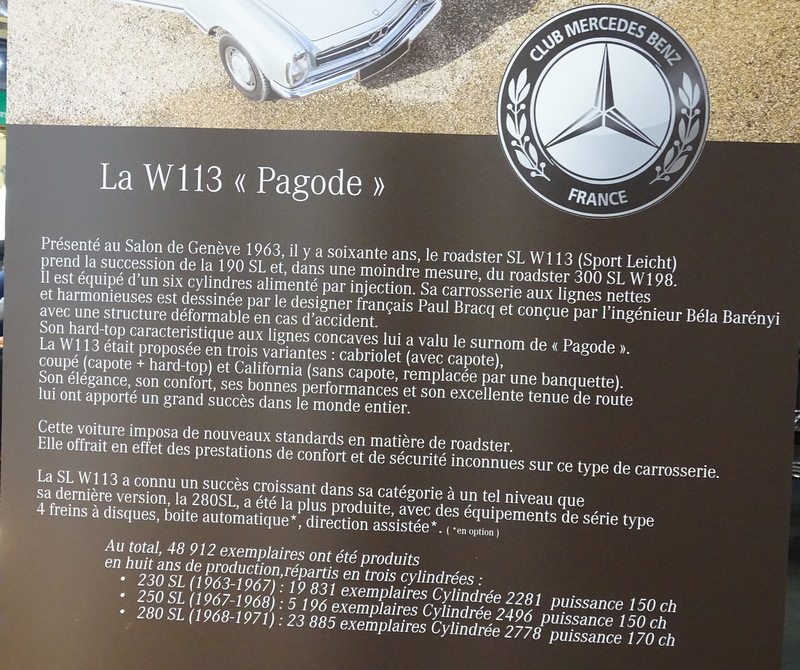 CLUB MERCEDES BENZ
FRANCE
La W113 « Pagode »
Présenté au Salon de Genève 1963, il y a soixante ans, le roadster SL W113 (Sport Leicht)
prend la succession de la 190 SL et, dans une moindre mesure, du roadster 300 SL W198.
Il est équipé d'un six cylindres alimenté par injection. Sa carrosserie aux lignes nettes
et harmonieuses est dessinée par le designer français Paul Bracq et conçue par l'ingénieur Béla Barényi
avec une structure déformable en cas d'accident.
Son hard-top caracteristique aux lignes concaves lui a valu le surnom de « Pagode ».
La W113 était proposée en trois variantes : cabriolet (avec capote),
coupé (capote + hard-top) et California (sans capote, remplacée par une banquette).
Son élégance, son confort, ses bonnes performances et son excellente tenue de route
lui ont apporté un grand succès dans le monde entier.
Cette voiture imposa de nouveaux standards en matière de roadster.
Elle offrait en effet des prestations de confort et de sécurité inconnues sur ce type de carrosserie.
La SL W113 a connu un succès croissant dans sa catégorie à un tel niveau que
sa dernière version, la 280SL, a été la plus produite, avec des équipements de série type
4 freins à disques, boite automatique*, direction assistée*. ( *en option )
Au total, 48 912 exemplaires ont été produits
en huit ans de production,répartis en trois cylindrées :
• 230 SL (1963-1967) : 19 831 exemplaires Cylindrée 2281 puissance 150 ch
• 250 SL (1967-1968) : 5 196 exemplaires Cylindrée 2496 puissance 150 ch
• 280 SL (1968-1971) : 23 885 exemplaires Cylindrée 2778 puissance 170 ch